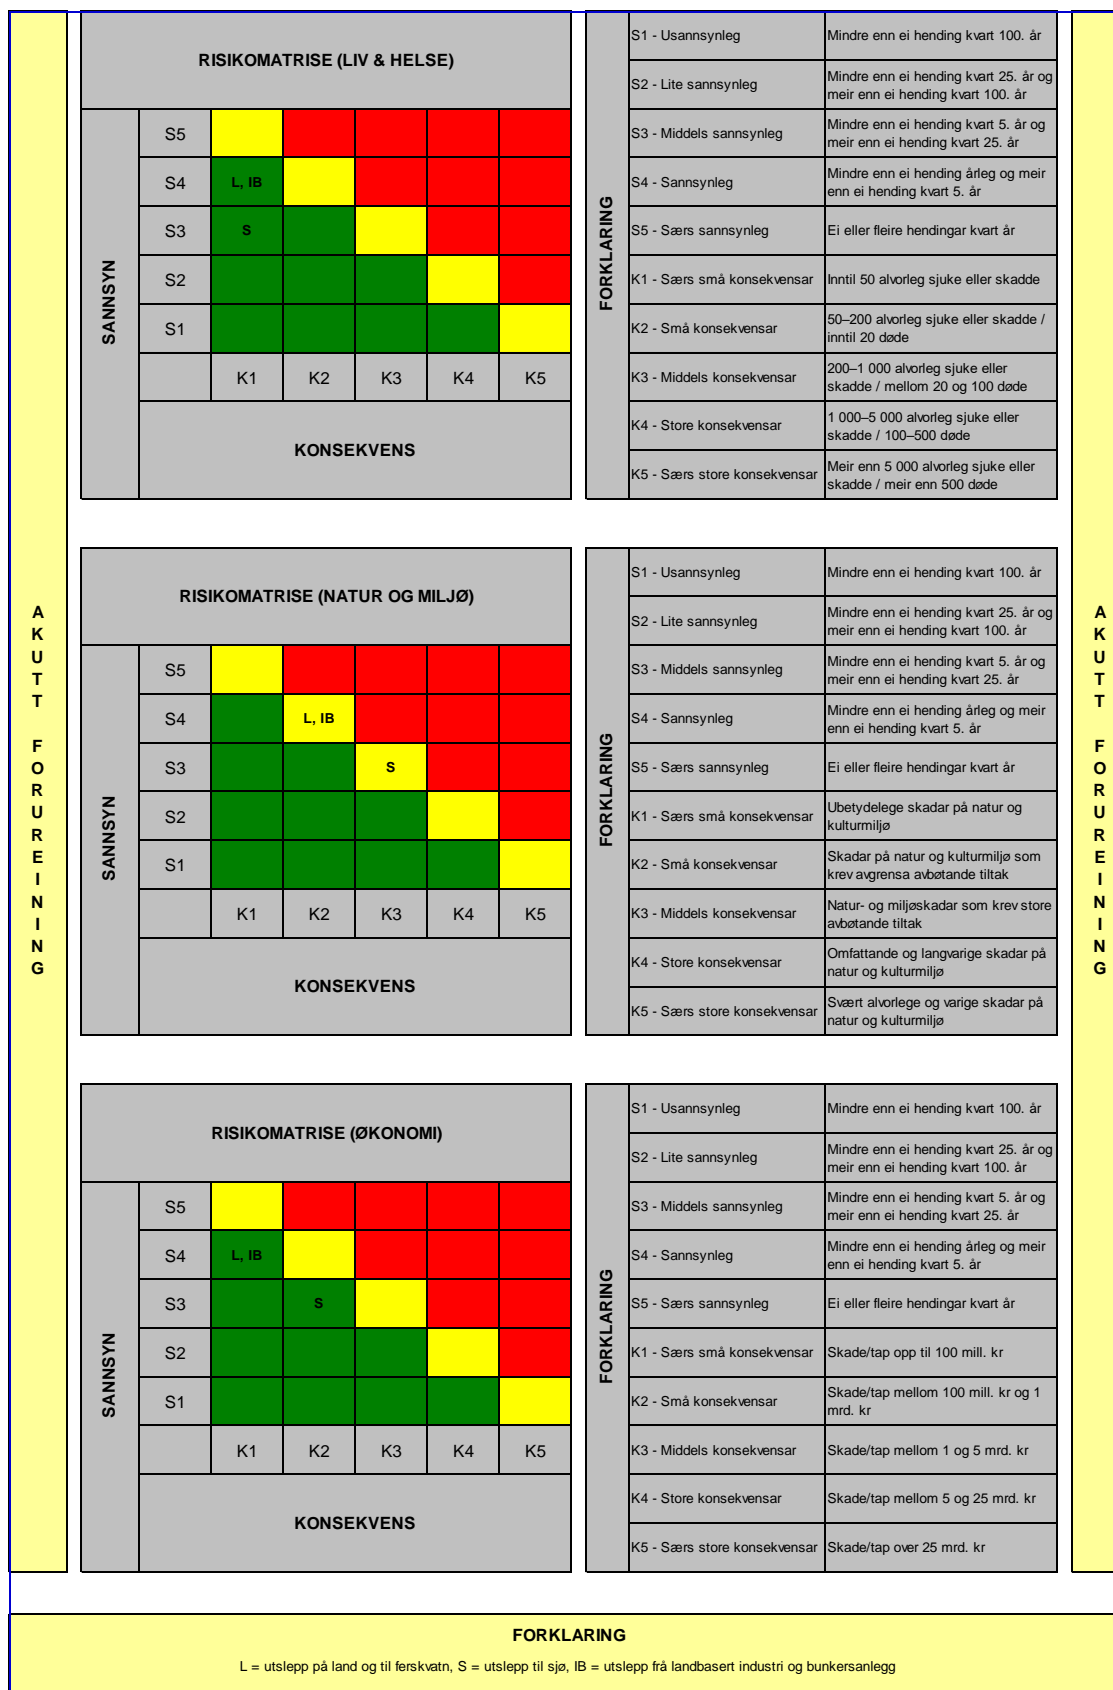 AKUTT FORUREINING
RISIKOMATRISE (LIV & HELSE)
SANNSYN
S5
S4 L, IB
S3 S
S2
S1
K1 K2 K3 K4 K5
KONSEKVENS
FORKLARING
S1 - Usannsynleg Mindre enn ei hending kvart 100. år
S2 - Lite sannsynleg Mindre enn ei hending kvart 25. år og
meir enn ei hending kvart 100. år
S3 - Middels sannsynleg Mindre enn ei hending kvart 5. år og
meir enn ei hending kvart 25. år
S4 - Sannsynleg Mindre enn ei hending årleg og meir
enn ei hending kvart 5. år
S5 - Særs sannsynleg Ei eller fleire hendingar kvart år
K1 - Særs små konsekvensar Inntil 50 alvorleg sjuke eller skadde
K2 - Små konsekvensar 50–200 alvorleg sjuke eller skadde /
inntil 20 døde
K3 - Middels konsekvensar 200–1 000 alvorleg sjuke eller
skadde / mellom 20 og 100 døde
K4 - Store konsekvensar 1 000–5 000 alvorleg sjuke eller
skadde / 100–500 døde
K5 - Særs store konsekvensar Meir enn 5 000 alvorleg sjuke eller
skadde / meir enn 500 døde
RISIKOMATRISE (NATUR OG MILJØ)
SANNSYN
S5
S4 L, IB
S3 S
S2
S1
K1 K2 K3 K4 K5
KONSEKVENS
FORKLARING
S1 - Usannsynleg Mindre enn ei hending kvart 100. år
S2 - Lite sannsynleg Mindre enn ei hending kvart 25. år og
meir enn ei hending kvart 100. år
S3 - Middels sannsynleg Mindre enn ei hending kvart 5. år og
meir enn ei hending kvart 25. år
S4 - Sannsynleg Mindre enn ei hending årleg og meir
enn ei hending kvart 5. år
S5 - Særs sannsynleg Ei eller fleire hendingar kvart år
K1 - Særs små konsekvensar Ubetydelege skadar på natur og
kulturmiljø
K2 - Små konsekvensar Skadar på natur og kulturmiljø som
krev avgrensa avbøtande tiltak
K3 - Middels konsekvensar Natur- og miljøskadar som krev store
avbøtande tiltak
K4 - Store konsekvensar Omfattande og langvarige skadar på
natur og kulturmiljø
K5 - Særs store konsekvensar Svært alvorlege og varige skadar på
natur og kulturmiljø
RISIKOMATRISE (ØKONOMI)
SANNSYN
S5
S4 L, IB
S3 S
S2
S1
K1 K2 K3 K4 K5
KONSEKVENS
FORKLARING
S1 - Usannsynleg Mindre enn ei hending kvart 100. år
S2 - Lite sannsynleg Mindre enn ei hending kvart 25. år og
meir enn ei hending kvart 100. år
S3 - Middels sannsynleg Mindre enn ei hending kvart 5. år og
meir enn ei hending kvart 25. år
S4 - Sannsynleg Mindre enn ei hending årleg og meir
enn ei hending kvart 5. år
S5 - Særs sannsynleg Ei eller fleire hendingar kvart år
K1 - Særs små konsekvensar Skade/tap opp til 100 mill. kr
K2 - Små konsekvensar Skade/tap mellom 100 mill. kr og 1
mrd. kr
K3 - Middels konsekvensar Skade/tap mellom 1 og 5 mrd. kr
K4 - Store konsekvensar Skade/tap mellom 5 og 25 mrd. kr
K5 - Særs store konsekvensar Skade/tap over 25 mrd. kr
AKUTT FORUREINING
FORKLARING
L = utslepp på land og til ferskvatn, S = utslepp til sjø, IB = utslepp frå landbasert industri og bunkersanlegg